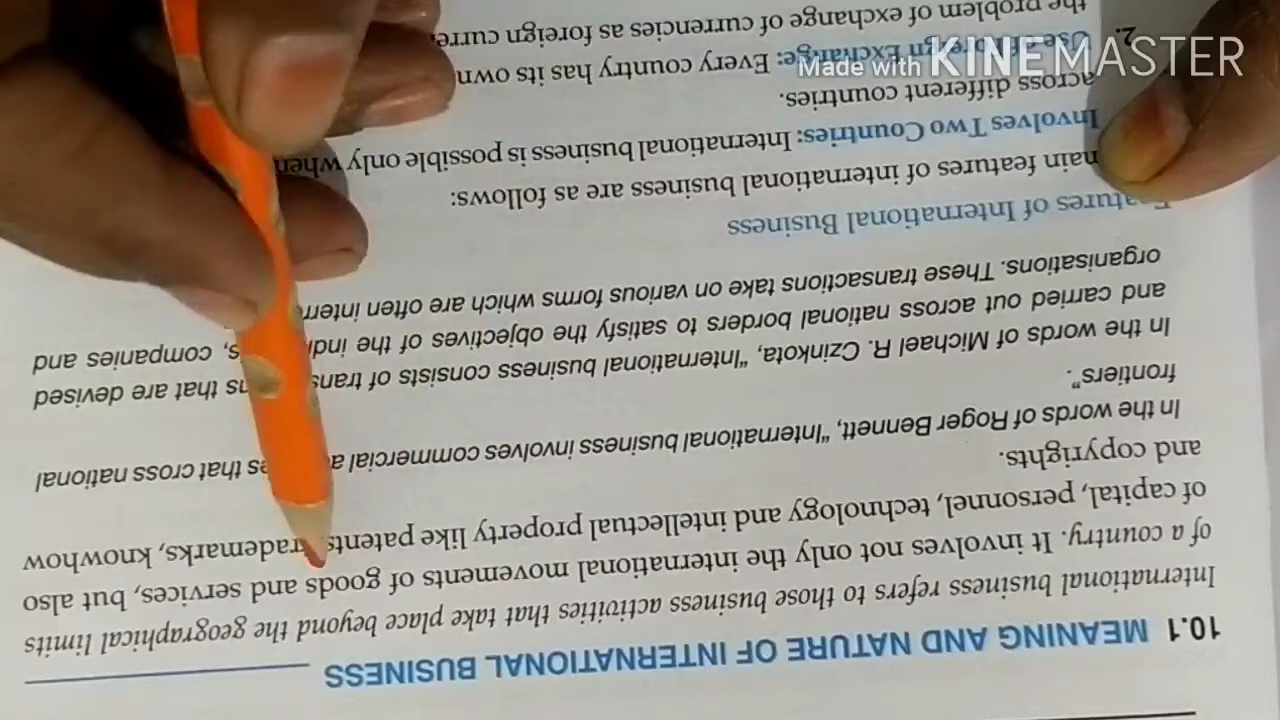 10.1 MEANING AND NATURE OF INTERNATIONAL BUSINESS
International business refers to those business activities that take place beyond the geographical limits
of a country. It involves not only the international movements of goods and services, but also
of capital, personnel, technology and intellectual property like patents, trademarks, knowhow
and copyrights.
In the words of Roger Bennett, "International business involves commercial that cross national
frontiers".
In the words of Michael R. Czinkota, "International business consists of that are devised
and carried out across national borders to satisfy the objectives of the companies and
organisations. These transactions take on various forms which are often
Features of International Business
main features of international business are as follows:
Involves Two Countries: International business is possible only when
across different countries.
2. Use of Foreign Exchange: Every country has its own
the problem of exchange of currencies as foreign
Made with KINEMASTER